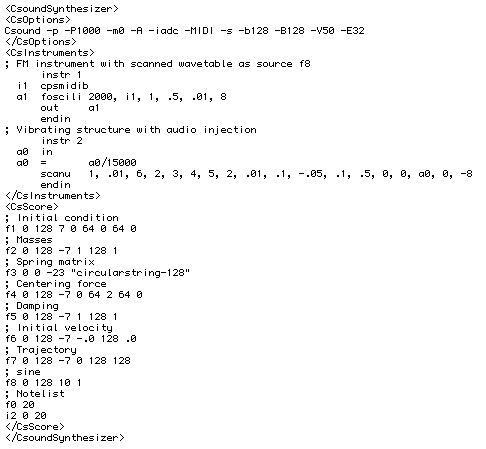 <CsoundSynthesizer>
<CsOptions>
Csound -p -P1000 -m0 -A -iadc -MIDI -s -b128 -B128 -V50 -E32
</CsOptions>
<CsInstruments>
; FM instrument with scanned wavetable as source f8
instr 1
i1 cpsmidib
a1 foscili 2000, i1, 1, .5, .01, 8
out a1
endin
; Vibrating structure with audio injection
instr 2
a0 in
a0 = a0/15000
scanu 1, .01, 6, 2, 3, 4, 5, 2, .01, .1, -.05, .1, .5, 0, 0, a0, 0, -8
endin
</CsInstruments>
<CsScore>
; Initial condition
f1 0 128 7 0 64 0 64 0
; Masses
f2 0 128 -7 1 128 1
; Spring matrix
f3 0 0 -23 "circularstring-128"
; Centering force
f4 0 128 -7 0 64 2 64 0
; Damping
f5 0 128 -7 1 128 1
; Initial velocity
f6 0 128 -7 -.0 128 .0
; Trajectory
f7 0 128 -7 0 128 128
; sine
f8 0 128 10 1
; Notelist
f0 20
i2 0 20
</CsScore>
</CsoundSynthesizer>